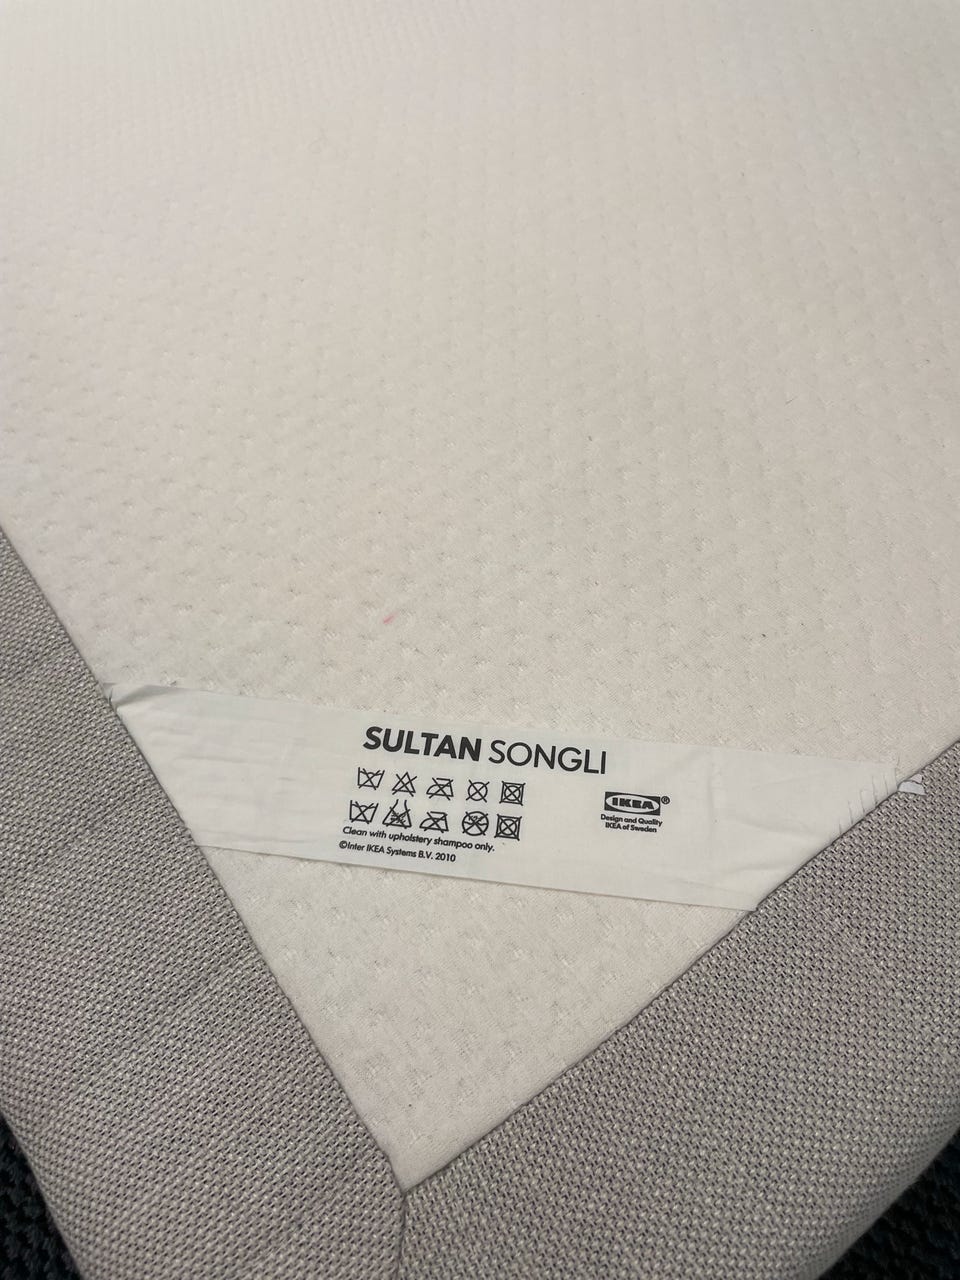 SULTAN SONGLI
IKEA®
Design and Quality
IKEA of Sweden
Clean with upholstery shampoo only.
©Inter IKEA Systems B.V. 2010